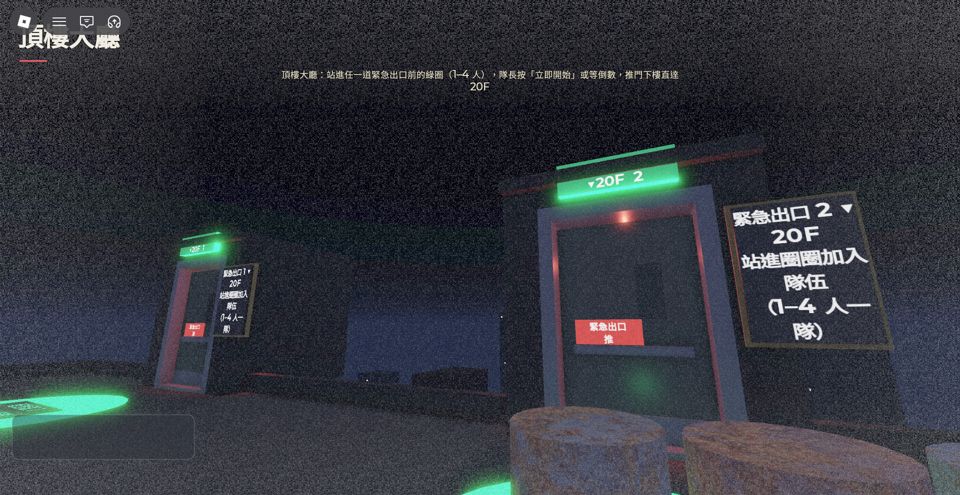 頂樓大廳
頂樓大廳：站進任一道緊急出口前的綠圈（1–4 人），隊長按「立即開始」或等倒數，推門下樓直達
20F
▼20F 1
緊急出口 1 ▼
20F
站進圈圈加入
隊伍
（1–4 人一
隊）
緊急出口
推
▼20F 2
緊急出口 2 ▼
20F
站進圈圈加入
隊伍
（1–4 人一
隊）
緊急出口
推